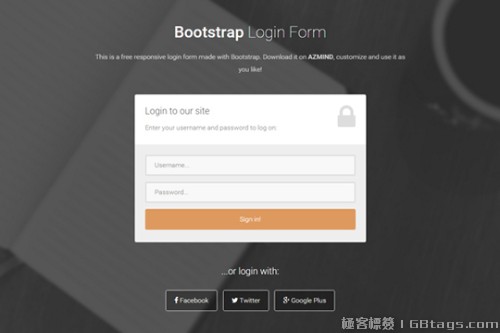 Bootstrap Login Form
This is a free responsive login form made with Bootstrap. Download it on AZMIND, customize and use it as
you like!
Login to our site
Enter your username and password to log on:
Username...
Password...
Sign in!
...or login with:
Facebook
Twitter
Google Plus
极客标签 | GBtags.com